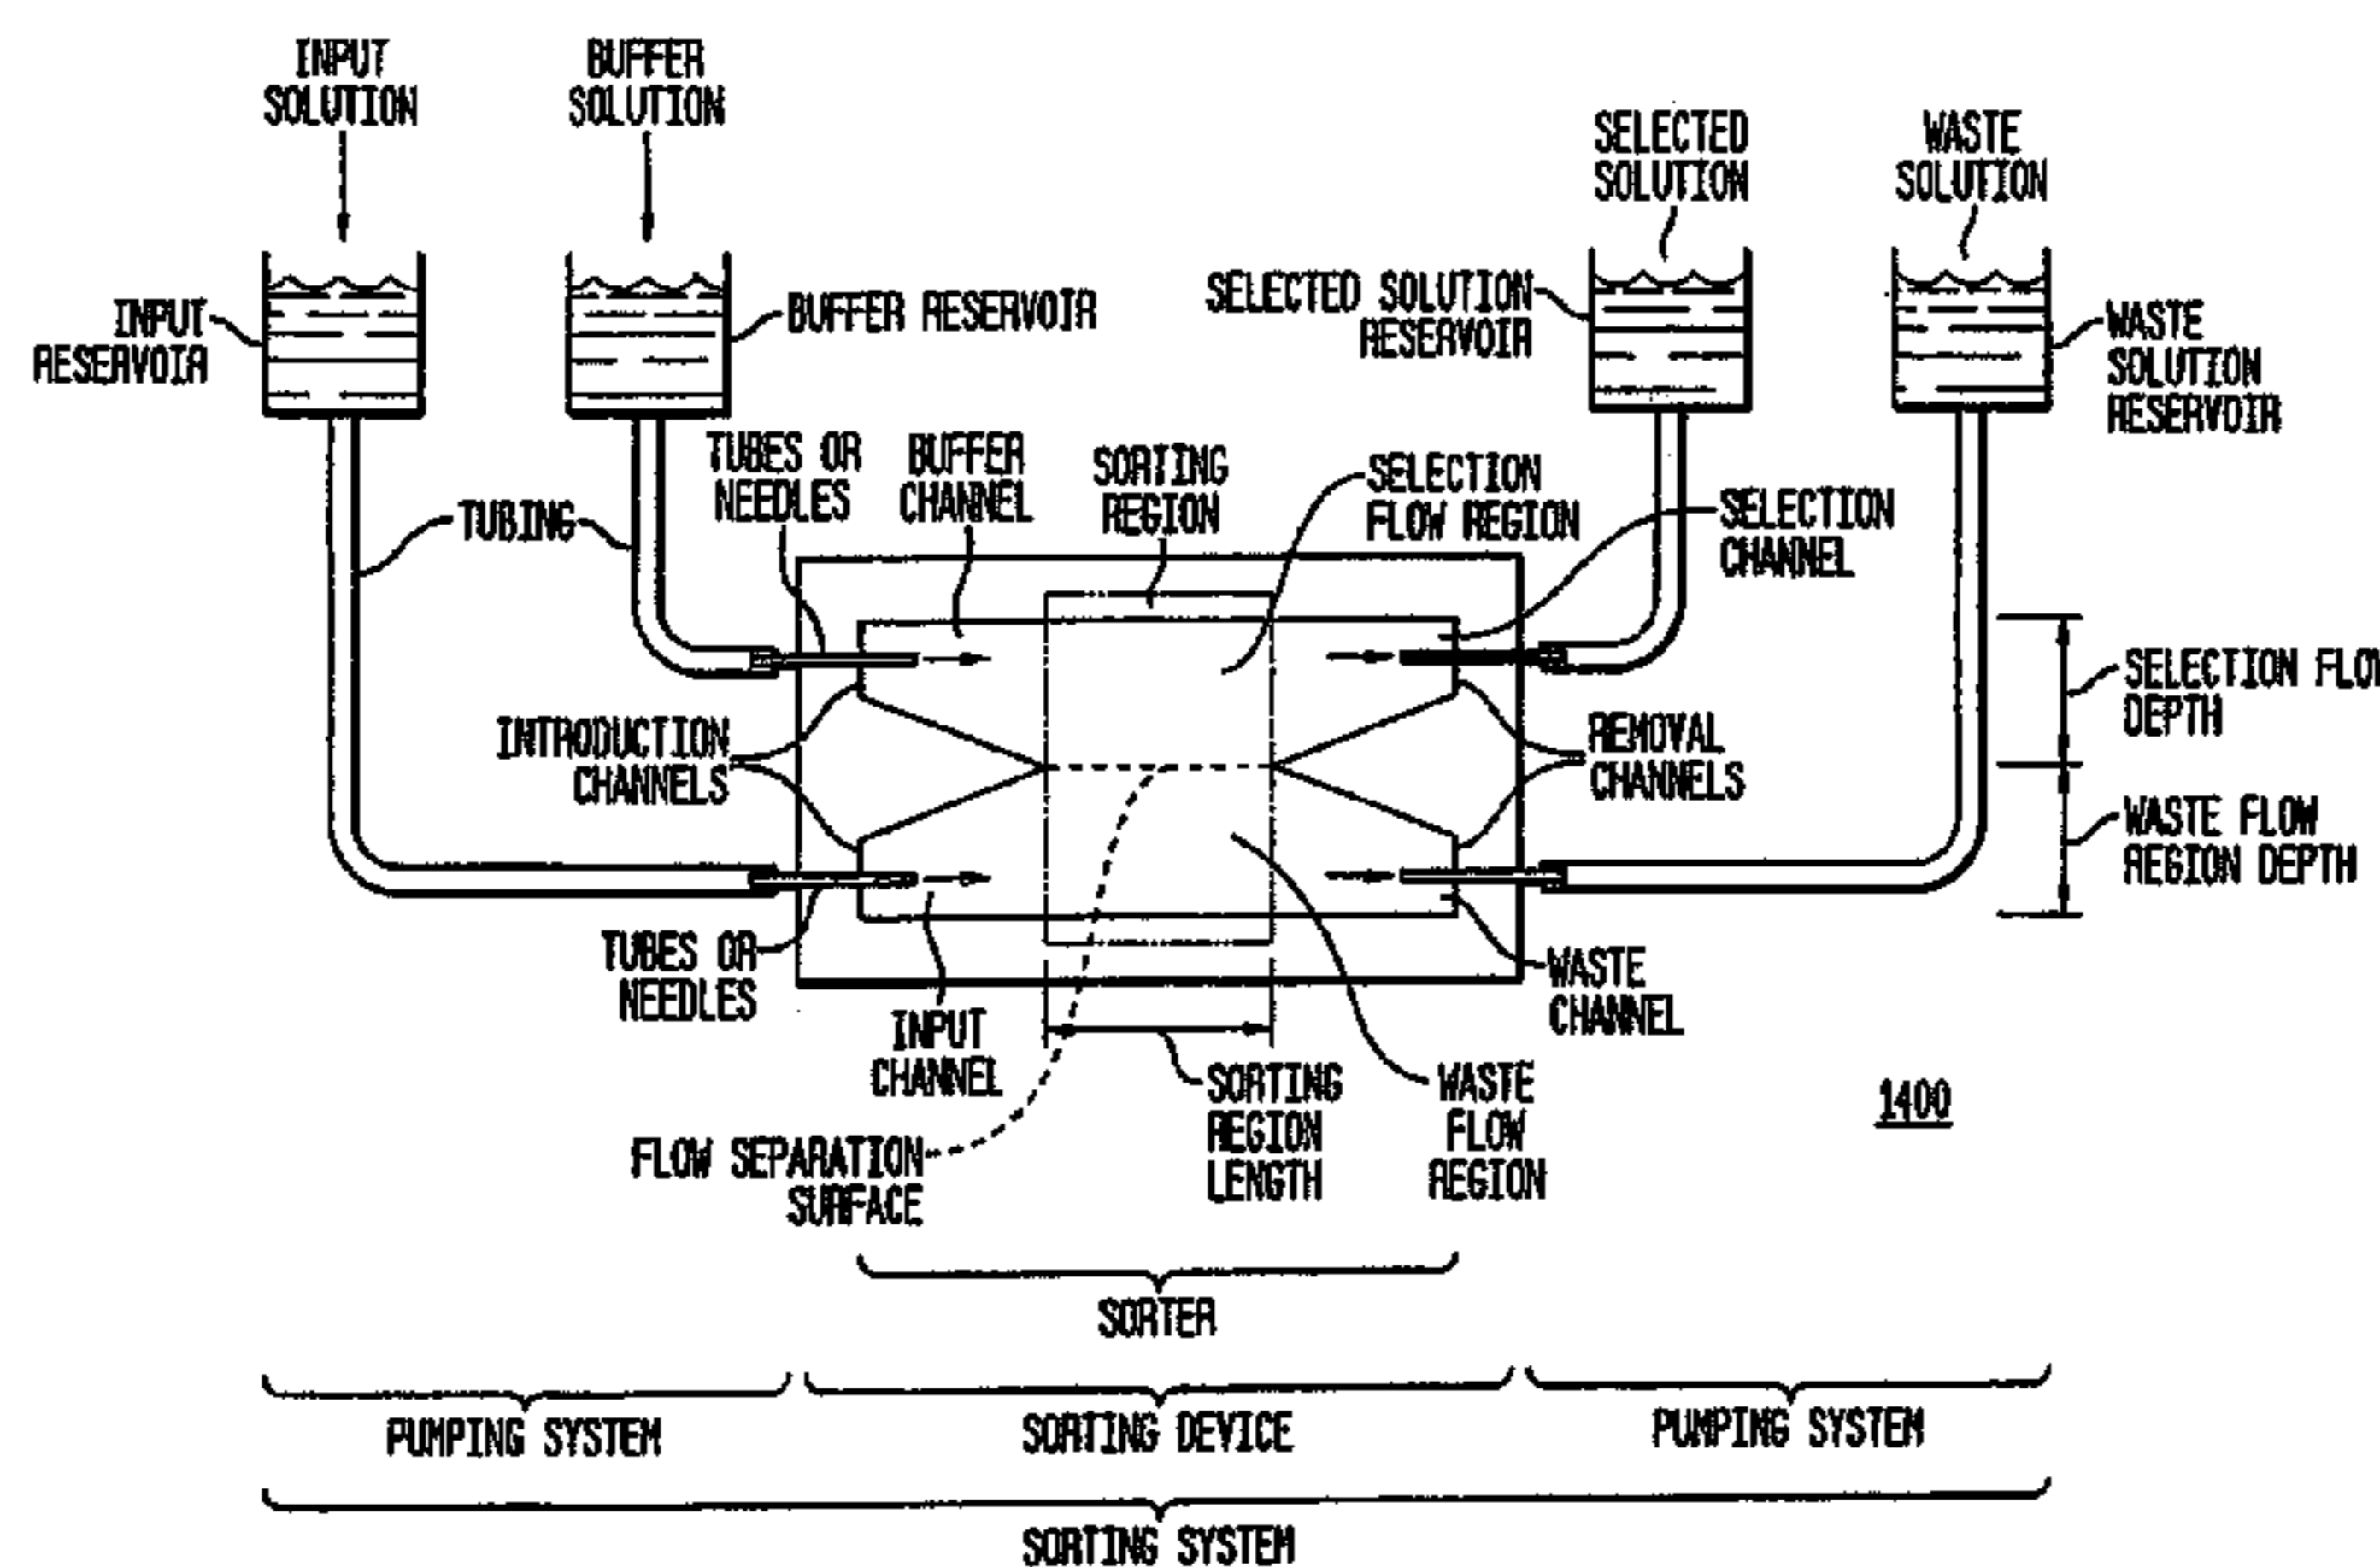 INPUT
SOLUTION
BUFFER
SOLUTION
SELECTED
SOLUTION
WASTE
SOLUTION
INPUT
RESERVOIR
BUFFER RESERVOIR
SELECTED SOLUTION
RESERVOIR
WASTE
SOLUTION
RESERVOIR
TUBING
TUBES OR
NEEDLES
BUFFER
CHANNEL
SORTING
REGION
SELECTION
FLOW REGION
SELECTION
CHANNEL
INTRODUCTION
CHANNELS
REMOVAL
CHANNELS
SELECTION FLO
DEPTH
WASTE FLOW
REGION DEPTH
TUBES OR
NEEDLES
INPUT
CHANNEL
WASTE
CHANNEL
FLOW SEPARATION
SURFACE
SORTING
REGION
LENGTH
WASTE
FLOW
REGION
1400
SORTER
PUMPING SYSTEM
SORTING DEVICE
PUMPING SYSTEM
SORTING SYSTEM